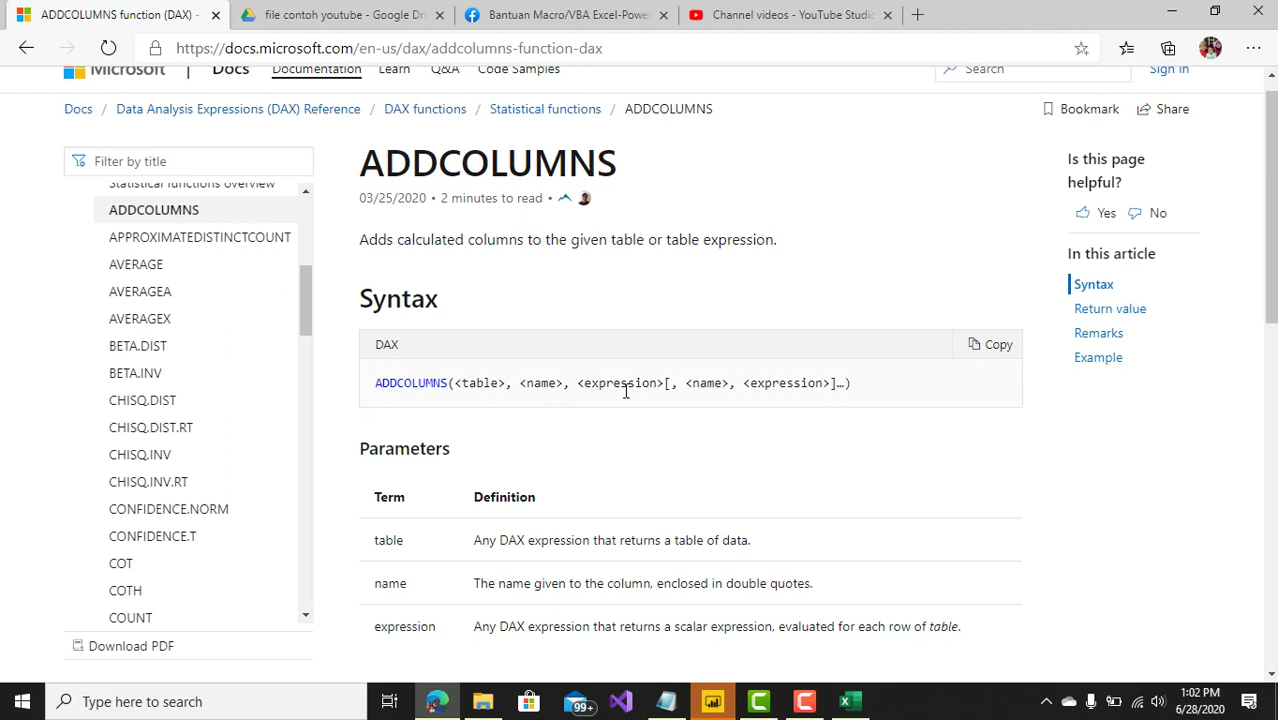 ADDCOLUMNS function (DAX) -
file contoh youtube - Google Dri
Bantuan Macro/VBA Excel-Power
Channel videos - YouTube Studio
https://docs.microsoft.com/en-us/dax/addcolumns-function-dax
Microsoft | Docs Documentation Learn Q&A Code Samples
Search
Sign in
Docs / Data Analysis Expressions (DAX) Reference / DAX functions / Statistical functions / ADDCOLUMNS
Bookmark
Share
Filter by title
Statistical functions overview
ADDCOLUMNS
APPROXIMATEDISTINCTCOUNT
AVERAGE
AVERAGEA
AVERAGEX
BETA.DIST
BETA.INV
CHISQ.DIST
CHISQ.DIST.RT
CHISQ.INV
CHISQ.INV.RT
CONFIDENCE.NORM
CONFIDENCE.T
COT
COTH
COUNT
Download PDF
ADDCOLUMNS
03/25/2020 • 2 minutes to read •
Adds calculated columns to the given table or table expression.
Syntax
DAX
Copy
ADDCOLUMNS(<table>, <name>, <expression>[, <name>, <expression>]…)
Parameters
Term Definition
table Any DAX expression that returns a table of data.
name The name given to the column, enclosed in double quotes.
expression Any DAX expression that returns a scalar expression, evaluated for each row of table.
Is this page
helpful?
Yes No
In this article
Syntax
Return value
Remarks
Example
Type here to search
99+
1:02 PM
6/28/2020